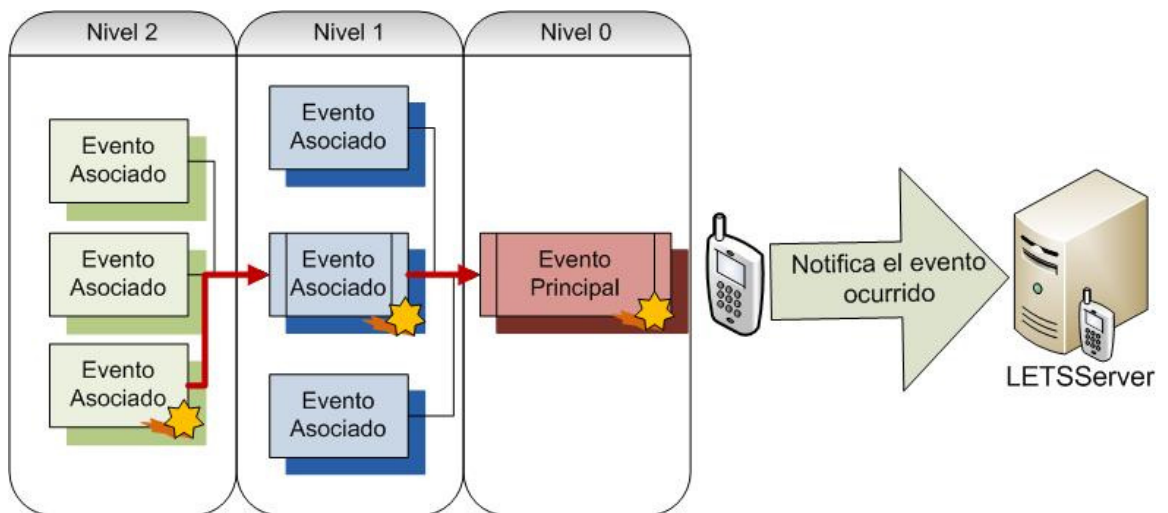 Nivel 2
Nivel 1
Nivel 0
Evento
Asociado
Evento
Asociado
Evento
Asociado
Evento
Asociado
Evento
Asociado
Evento
Asociado
Evento
Principal
Notifica el evento
ocurrido
LETSServer